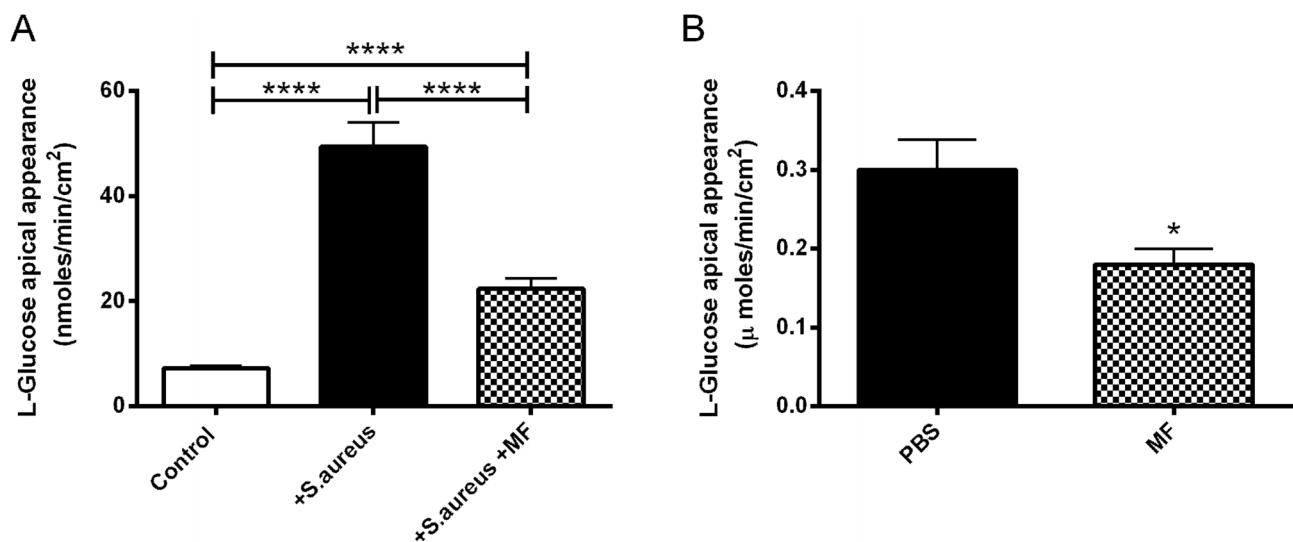 A
L-Glucose apical appearance
(nmoles/min/cm²)
60
40
20
0
****
****
****
Control
+S.aureus
+S.aureus +MF
B
L-Glucose apical appearance
(μ moles/min/cm²)
0.4
0.3
0.2
0.1
0.0
*
PBS
MF